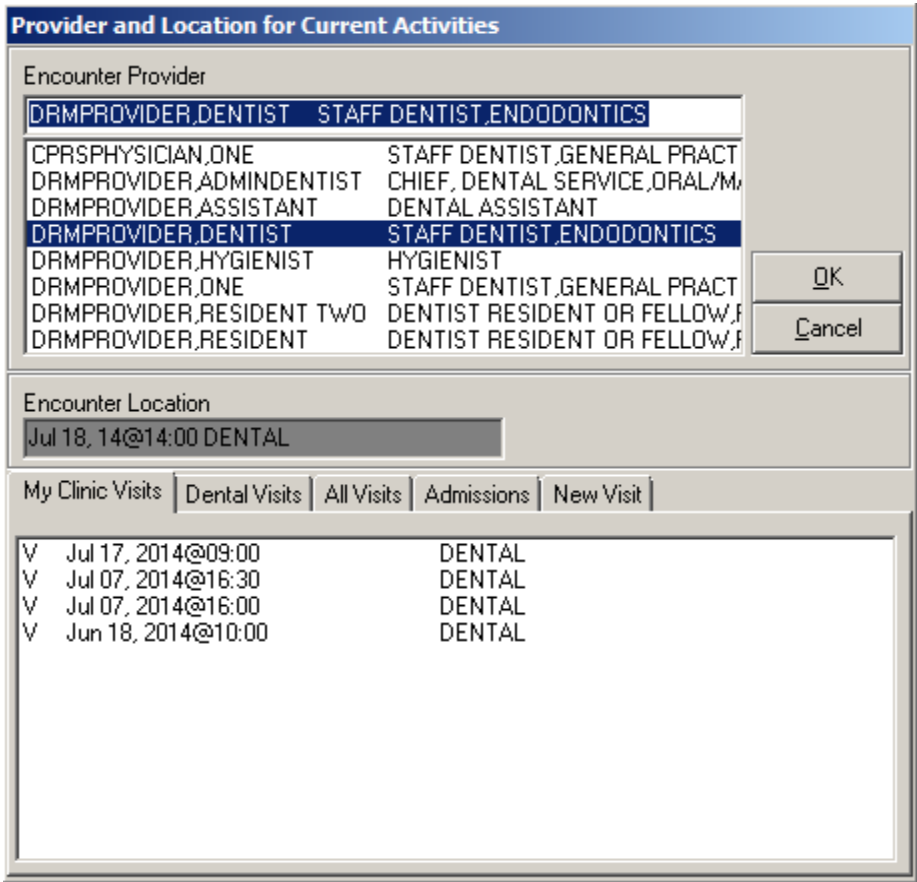 Provider and Location for Current Activities
Encounter Provider
DRMPROVIDER,DENTIST STAFF DENTIST,ENDODONTICS
CPRSPHYSICIAN,ONE STAFF DENTIST,GENERAL PRACT
DRMPROVIDER,ADMINDENTIST CHIEF, DENTAL SERVICE,ORAL/MA
DRMPROVIDER,ASSISTANT DENTAL ASSISTANT
DRMPROVIDER,DENTIST STAFF DENTIST,ENDODONTICS
DRMPROVIDER,HYGIENIST HYGIENIST
DRMPROVIDER,ONE STAFF DENTIST,GENERAL PRACT
DRMPROVIDER,RESIDENT TWO DENTIST RESIDENT OR FELLOW,
DRMPROVIDER,RESIDENT DENTIST RESIDENT OR FELLOW,
OK
Cancel
Encounter Location
Jul 18, 14@14:00 DENTAL
My Clinic Visits Dental Visits All Visits Admissions New Visit
V Jul 17, 2014@09:00 DENTAL
V Jul 07, 2014@16:30 DENTAL
V Jul 07, 2014@16:00 DENTAL
V Jun 18, 2014@10:00 DENTAL